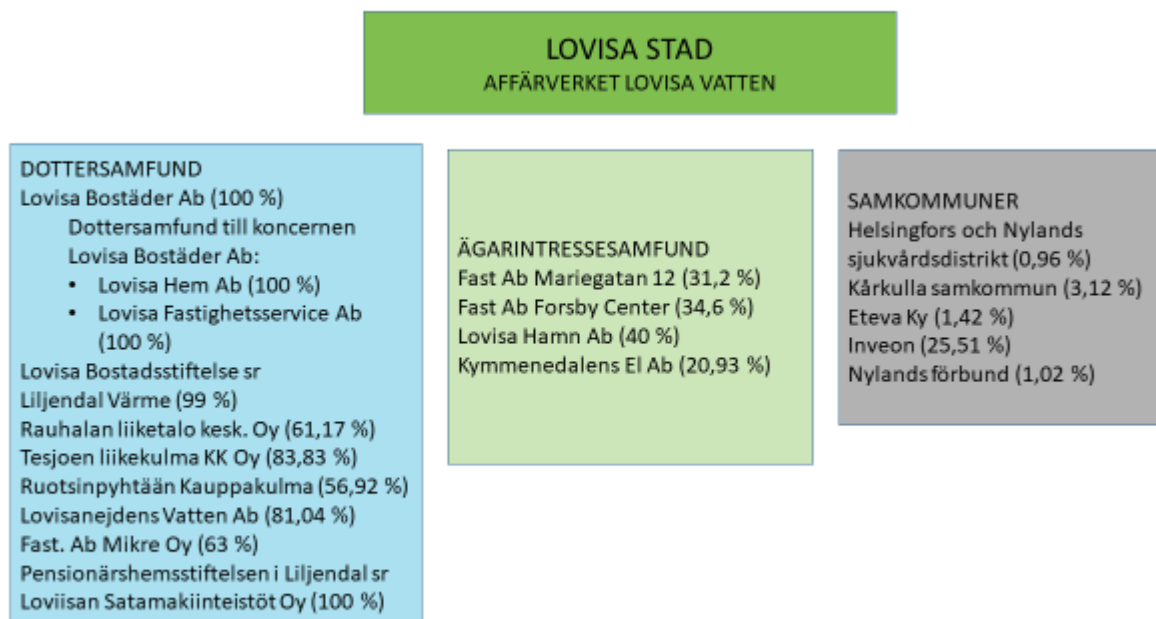 LOVISA STAD
AFFÄRVERKET LOVISA VATTEN
DOTTERSAMFUND
Lovisa Bostäder Ab (100 %)
Dottersamfund till koncernen
Lovisa Bostäder Ab:
• Lovisa Hem Ab (100 %)
• Lovisa Fastighetsservice Ab
(100 %)
Lovisa Bostadsstiftelse sr
Liljendal Värme (99 %)
Rauhalan liiketalo kesk. Oy (61,17 %)
Tesjoen liikekulma KK Oy (83,83 %)
Ruotsinpyhtään Kauppakulma (56,92 %)
Lovisanejdens Vatten Ab (81,04 %)
Fast. Ab Mikre Oy (63 %)
Pensionärshemsstiftelsen i Liljendal sr
Loviisan Satamakiinteistöt Oy (100 %)
ÄGARINTRESSESAMFUND
Fast Ab Mariegatan 12 (31,2 %)
Fast Ab Forsby Center (34,6 %)
Lovisa Hamn Ab (40 %)
Kymmenedalens El Ab (20,93 %)
SAMKOMMUNER
Helsingfors och Nylands
sjukvårdsdistrikt (0,96 %)
Kårkulla samkommun (3,12 %)
Eteva Ky (1,42 %)
Inveon (25,51 %)
Nylands förbund (1,02 %)